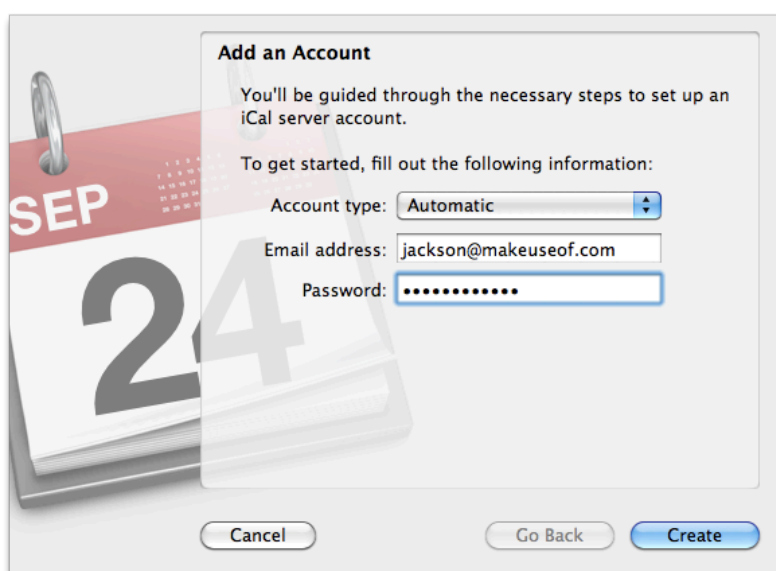 Add an Account
You'll be guided through the necessary steps to set up an
iCal server account.
To get started, fill out the following information:
Account type: Automatic
Email address: jackson@makeuseof.com
Password: ••••••••••••
SEP
24
Cancel Go Back Create